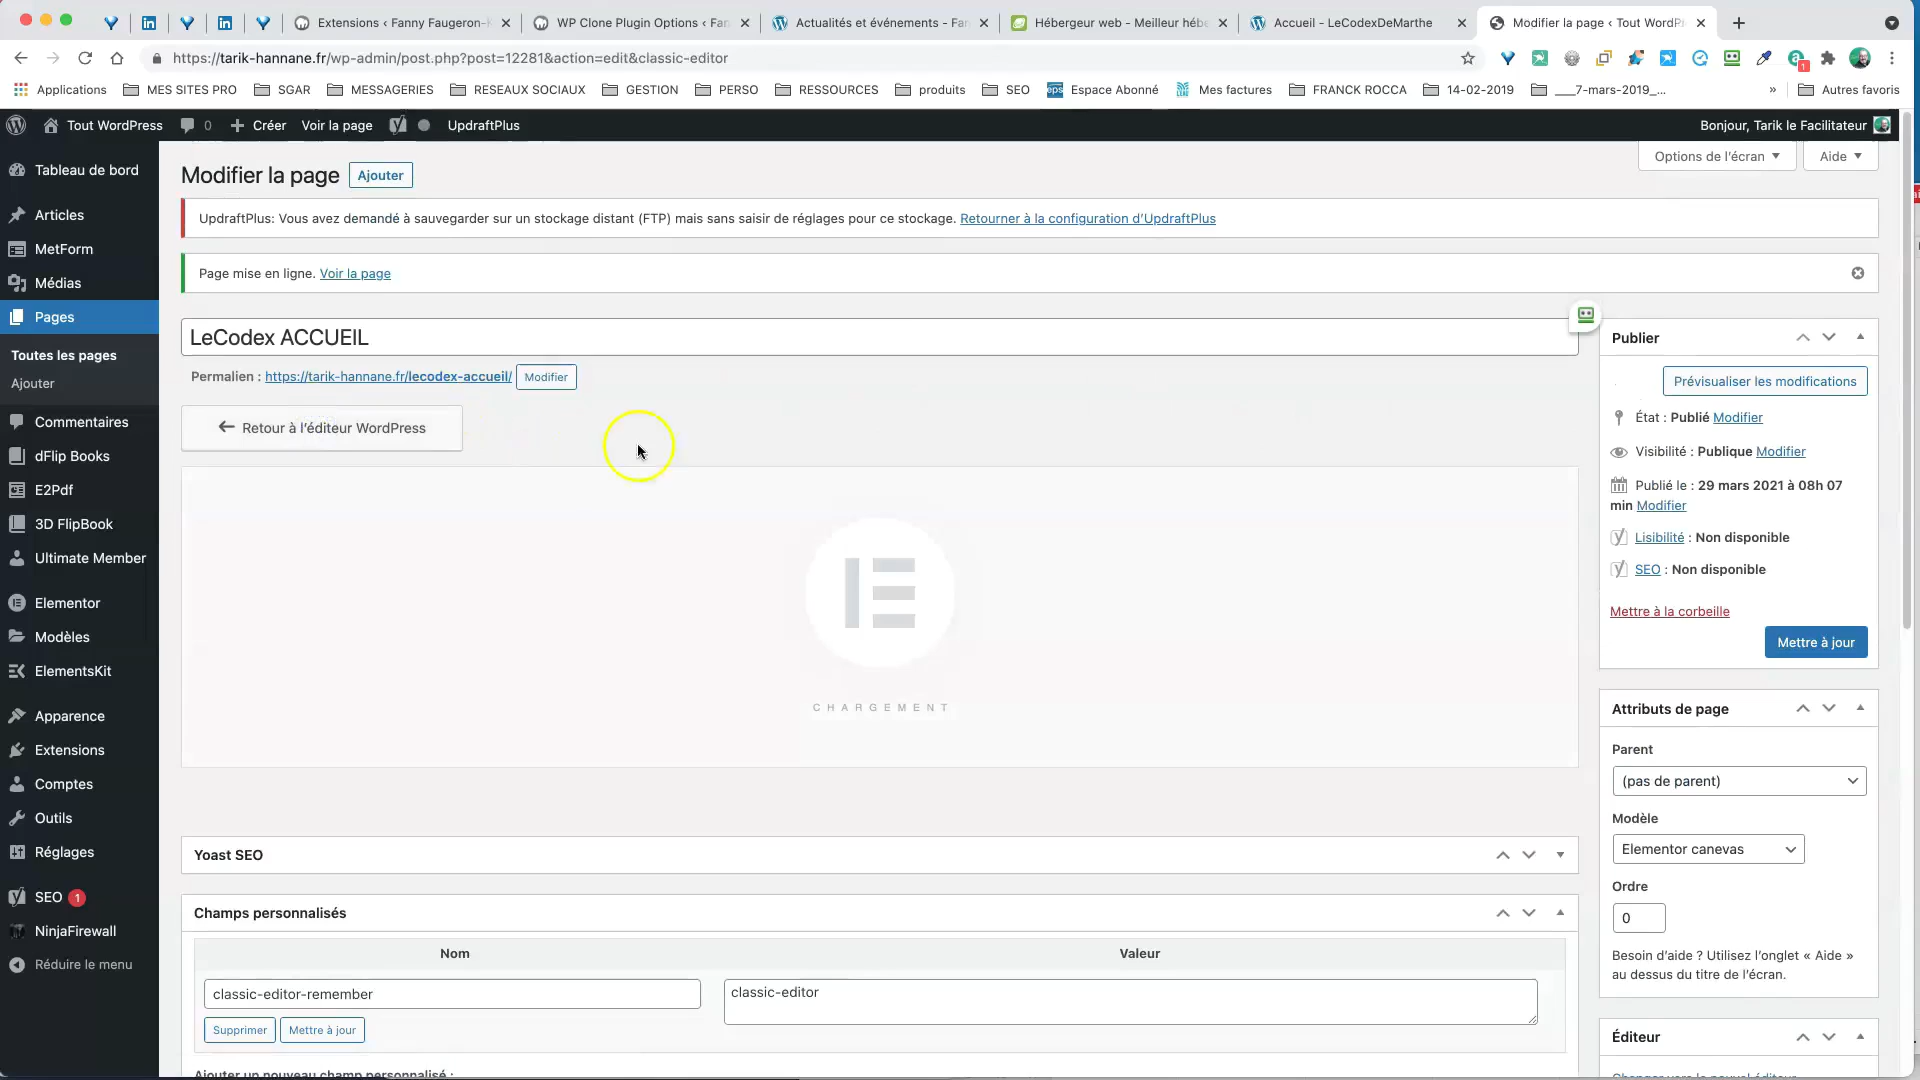 Extensions ‹ Fanny Faugeron-K
WP Clone Plugin Options ‹ Fan
Actualités et événements - Fa
Hébergeur web - Meilleur hébe
Accueil - LeCodexDeMarthe
Modifier la page ‹ Tout WordP
https://tarik-hannane.fr/wp-admin/post.php?post=12281&action=edit&classic-editor
Applications
MES SITES PRO
SGAR
MESSAGERIES
RESEAUX SOCIAUX
GESTION
PERSO
RESSOURCES
produits
SEO
Espace Abonné
Mes factures
FRANCK ROCCA
14-02-2019
____7-mars-2019_...
»
Autres favoris
Tout WordPress
0
Créer
Voir la page
UpdraftPlus
Bonjour, Tarik le Facilitateur
Tableau de bord
Articles
MetForm
Médias
Pages
Toutes les pages
Ajouter
Commentaires
dFlip Books
E2Pdf
3D FlipBook
Ultimate Member
Elementor
Modèles
ElementsKit
Apparence
Extensions
Comptes
Outils
Réglages
SEO 1
NinjaFirewall
Réduire le menu
Options de l'écran
Aide
Modifier la page
Ajouter
UpdraftPlus: Vous avez demandé à sauvegarder sur un stockage distant (FTP) mais sans saisir de réglages pour ce stockage. Retourner à la configuration d'UpdraftPlus
Page mise en ligne. Voir la page
LeCodex ACCUEIL
Permalien : https://tarik-hannane.fr/lecodex-accueil/ Modifier
Retour à l'éditeur WordPress
CHARGEMENT
Yoast SEO
Champs personnalisés
Nom
Valeur
classic-editor-remember
classic-editor
Supprimer
Mettre à jour
Ajouter un nouveau champ personnalisé :
Publier
Prévisualiser les modifications
État : Publié Modifier
Visibilité : Publique Modifier
Publié le : 29 mars 2021 à 08h 07
min Modifier
Lisibilité : Non disponible
SEO : Non disponible
Mettre à la corbeille
Mettre à jour
Attributs de page
Parent
(pas de parent)
Modèle
Elementor canevas
Ordre
0
Besoin d'aide ? Utilisez l'onglet « Aide »
au dessus du titre de l'écran.
Éditeur
Changer vers le nouvel éditeur